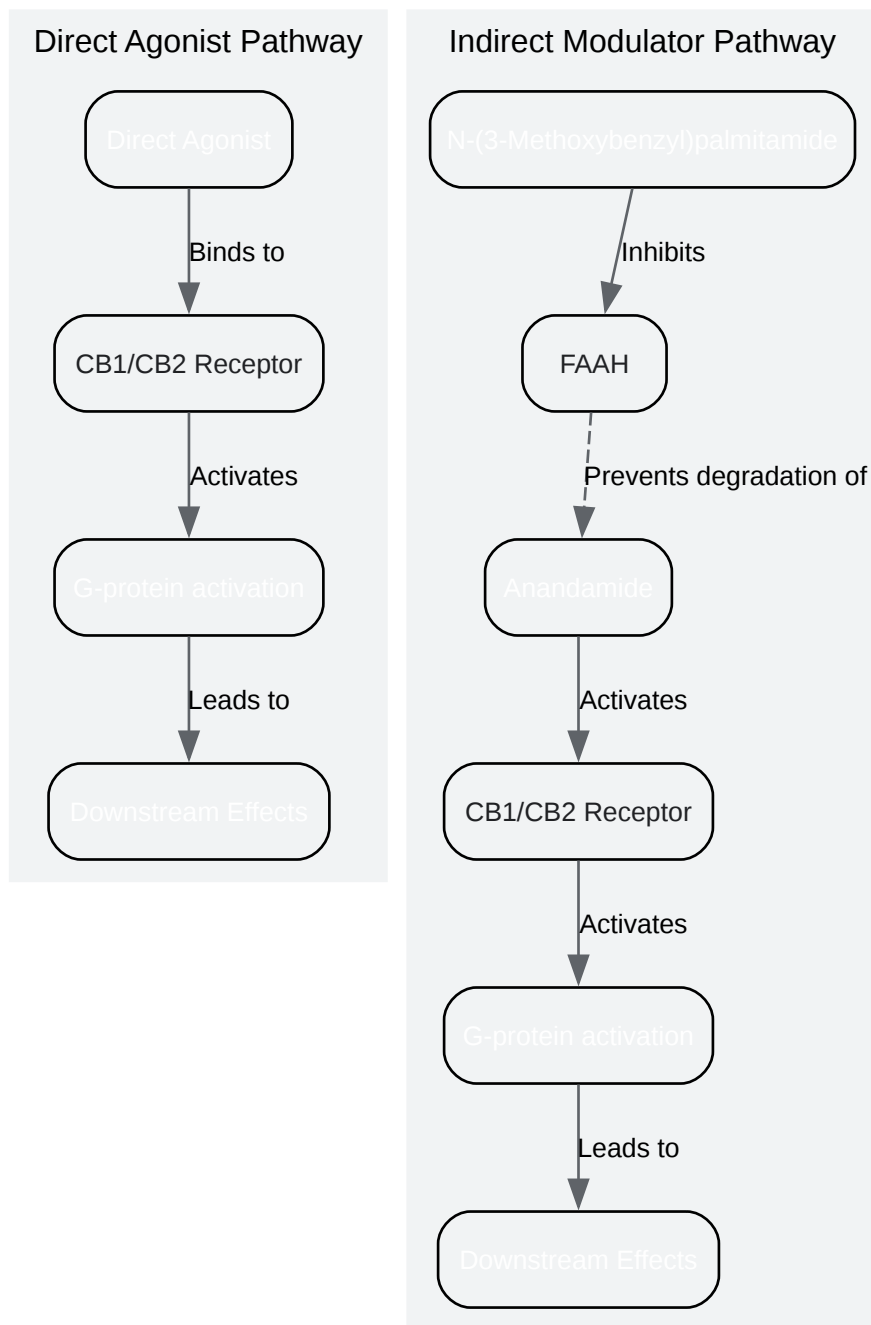 Direct Agonist Pathway
Direct Agonist
Binds to
CB1/CB2 Receptor
Activates
G-protein activation
Leads to
Downstream Effects
Indirect Modulator Pathway
N-(3-Methoxybenzyl)palmitamide
Inhibits
FAAH
Prevents degradation of
Anandamide
Activates
CB1/CB2 Receptor
Activates
G-protein activation
Leads to
Downstream Effects